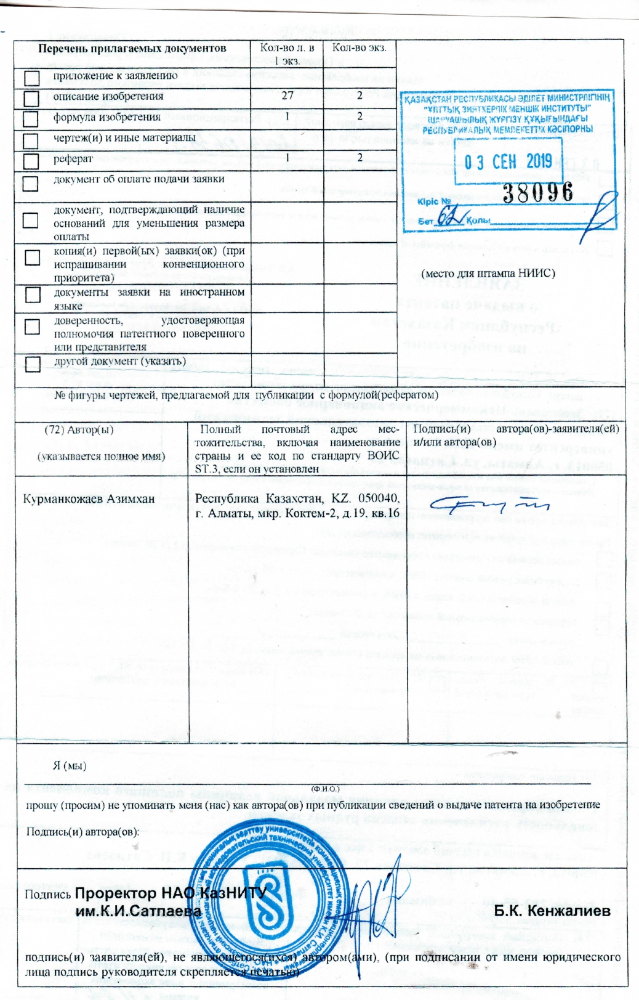 Перечень прилагаемых документов
Кол-во л. в
1 экз.
Кол-во экз.
приложение к заявлению
описание изобретения 27 2
формула изобретения 1 2
чертеж(и) и иные материалы
реферат 1 2
документ об оплате подачи заявки
документ, подтверждающий наличие
оснований для уменьшения размера
оплаты
копия(и) первой(ых) заявки(ок) (при
испрашивании конвенционного
приоритета)
документы заявки на иностранном
языке
доверенность, удостоверяющая
полномочия патентного поверенного
или представителя
другой документ (указать)
ҚАЗАҚСТАН РЕСПУБЛИКАСЫ ӘДІЛЕТ МИНИСТРЛІГІНІҢ
"ҰЛТТЫҚ ЗИЯТКЕРЛІК МЕНШІК ИНСТИТУТЫ"
ШАРУАШЫЛЫҚ ЖҮРГІЗУ ҚҰҚЫҒЫНДАҒЫ
РЕСПУБЛИКАЛЫҚ МЕМЛЕКЕТТІК КӘСІПОРНЫ
03 СЕН 2019
38096
Кіріс №
Бет 62 Қолы
(место для штампа НИИС)
№ фигуры чертежей, предлагаемой для публикации с формулой(рефератом)
(72) Автор(ы)
(указывается полное имя)
Полный почтовый адрес мес-
тожительства, включая наименование
страны и ее код по стандарту ВОИС
ST.3, если он установлен
Подпись(и) автора(ов)-заявителя(ей)
и/или автора(ов)
Курманкожаев Азимхан
Республика Казахстан, KZ. 050040,
г. Алматы, мкр. Коктем-2, д.19, кв.16
Я (мы)
(Ф.И.О.)
прошу (просим) не упоминать меня (нас) как автора(ов) при публикации сведений о выдаче патента на изобретение
Подпись(и) автора(ов):
1934
Подпись Проректор НАО КазНИТУ
им.К.И.Сатпаева Б.К. Кенжалиев
подпись(и) заявителя(ей), не являющегося(ихся) автором(ами), (при подписании от имени юридического
лица подпись руководителя скрепляется печатью)